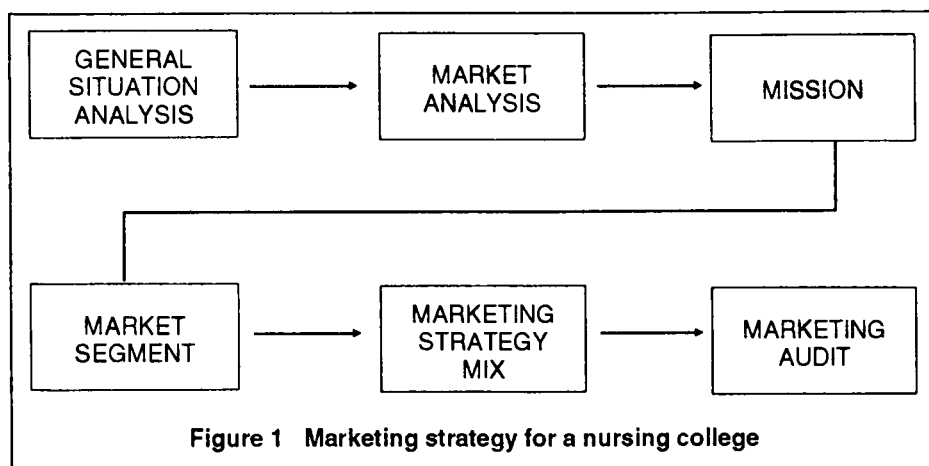 GENERAL
SITUATION
ANALYSIS
MARKET
ANALYSIS
MISSION
MARKET
SEGMENT
MARKETING
STRATEGY
MIX
MARKETING
AUDIT
Figure 1 Marketing strategy for a nursing college